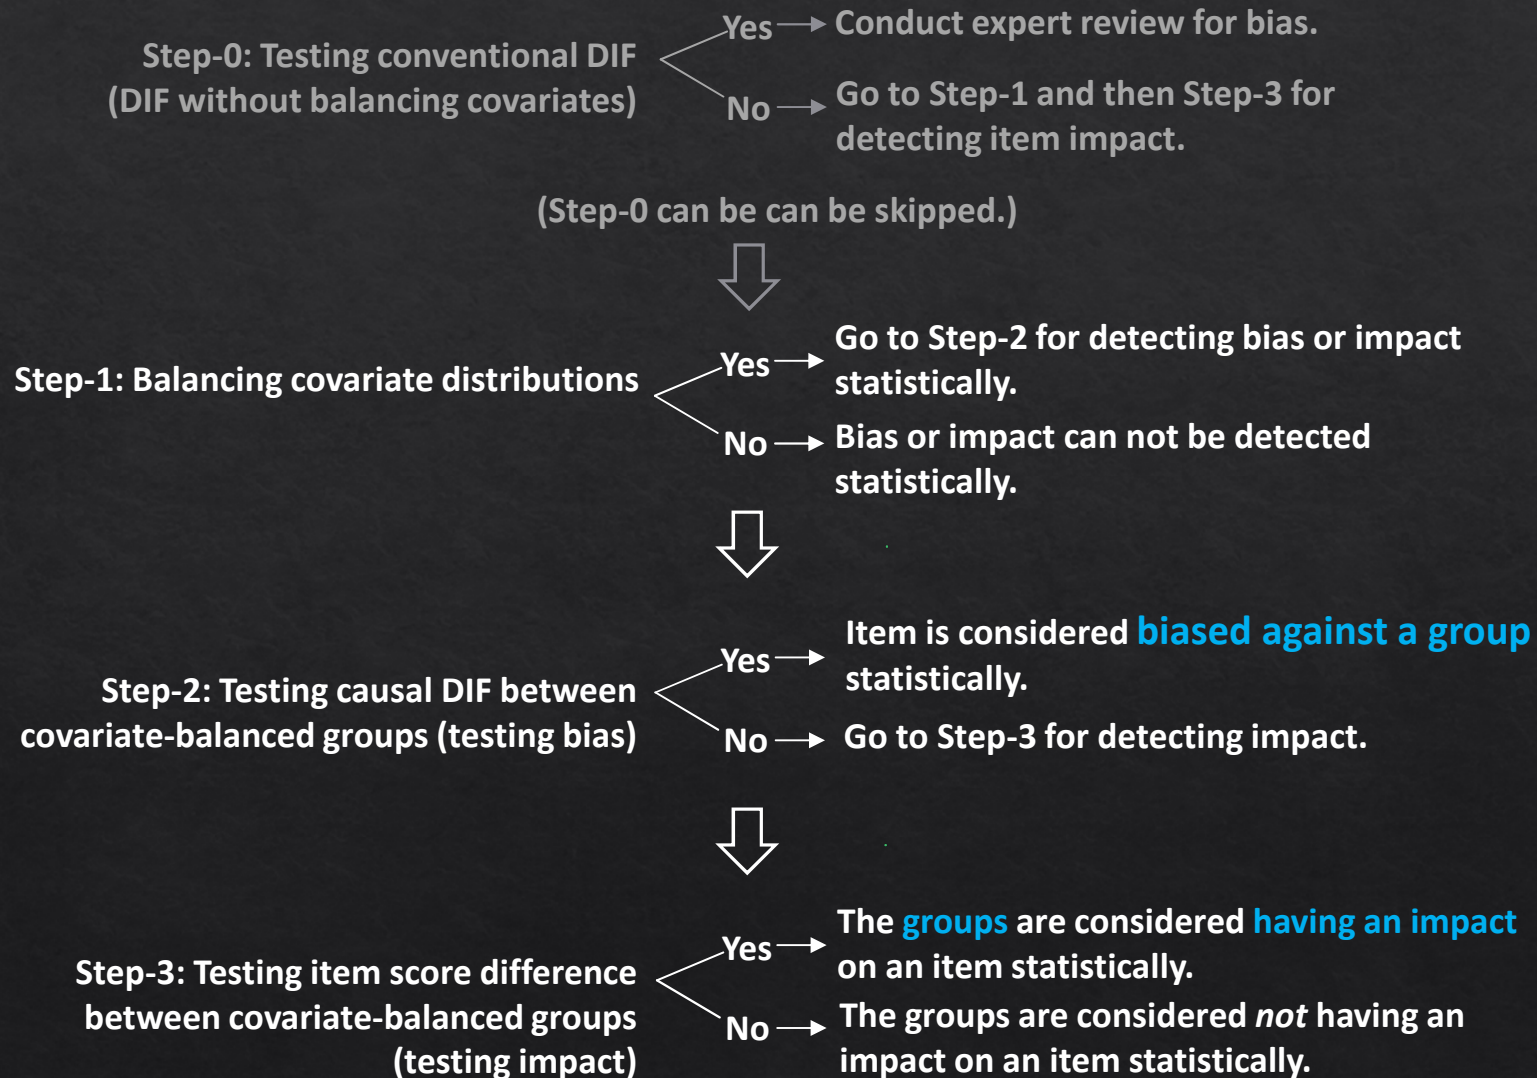 Step-0: Testing conventional DIF
(DIF without balancing covariates)
Yes
Conduct expert review for bias.
No
Go to Step-1 and then Step-3 for
detecting item impact.
(Step-0 can be can be skipped.)
Step-1: Balancing covariate distributions
Yes
Go to Step-2 for detecting bias or impact
statistically.
No
Bias or impact can not be detected
statistically.
Step-2: Testing causal DIF between
covariate-balanced groups (testing bias)
Yes
Item is considered biased against a group
statistically.
No
Go to Step-3 for detecting impact.
Step-3: Testing item score difference
between covariate-balanced groups
(testing impact)
Yes
The groups are considered having an impact
on an item statistically.
No
The groups are considered not having an
impact on an item statistically.